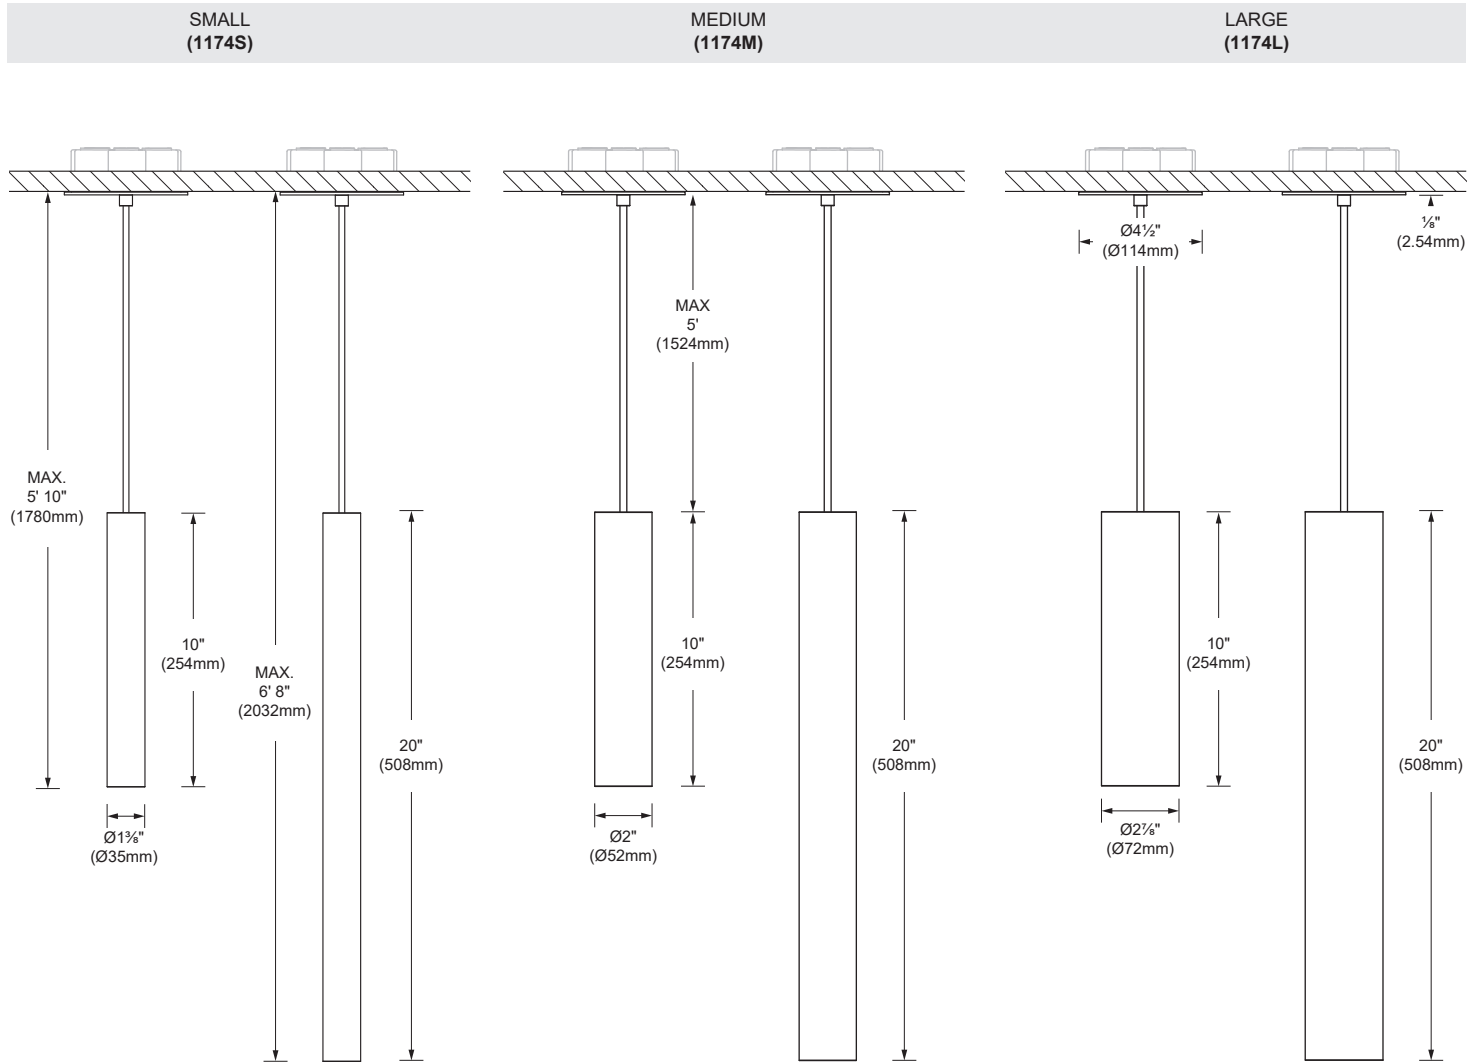 SMALL
(1174S)
MEDIUM
(1174M)
LARGE
(1174L)
MAX.
5' 10"
(1780mm)
10"
(254mm)
Ø1⅜"
(Ø35mm)
MAX.
6' 8"
(2032mm)
20"
(508mm)
MAX
5'
(1524mm)
10"
(254mm)
Ø2"
(Ø52mm)
20"
(508mm)
Ø4½"
(Ø114mm)
10"
(254mm)
Ø2⅞"
(Ø72mm)
⅛"
(2.54mm)
20"
(508mm)